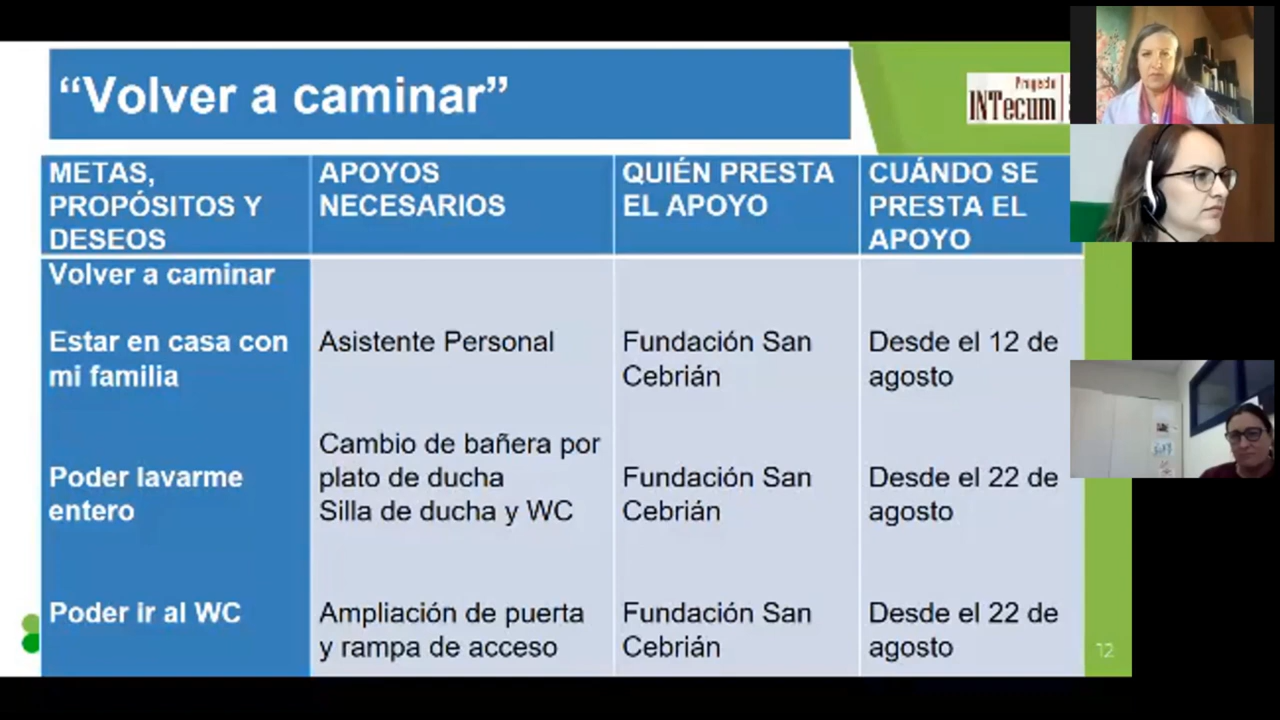 “Volver a caminar”
Proyecto
INTecum
METAS,
PROPÓSITOS Y
DESEOS
APOYOS
NECESARIOS
QUIÉN PRESTA
EL APOYO
CUÁNDO SE
PRESTA EL
APOYO
Volver a caminar
Estar en casa con
mi familia
Asistente Personal
Fundación San
Cebrián
Desde el 12 de
agosto
Poder lavarme
entero
Cambio de bañera por
plato de ducha
Silla de ducha y WC
Fundación San
Cebrián
Desde el 22 de
agosto
Poder ir al WC
Ampliación de puerta
y rampa de acceso
Fundación San
Cebrián
Desde el 22 de
agosto
12